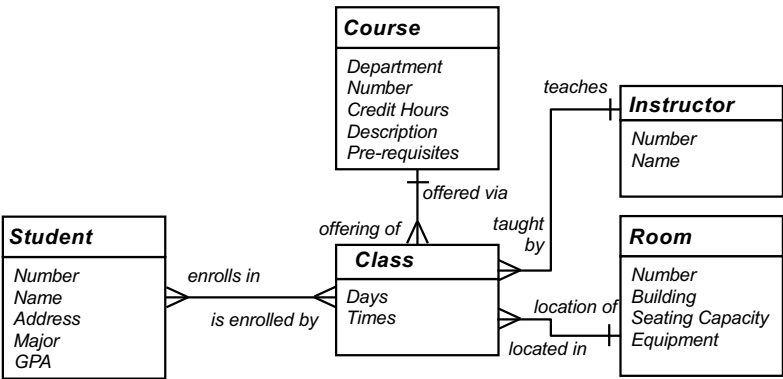 Course
Department
Number
Credit Hours
Description
Pre-requisites
teaches
Instructor
Number
Name
offered via
offering of
taught
by
Student
Number
Name
Address
Major
GPA
enrolls in
is enrolled by
Class
Days
Times
location of
located in
Room
Number
Building
Seating Capacity
Equipment